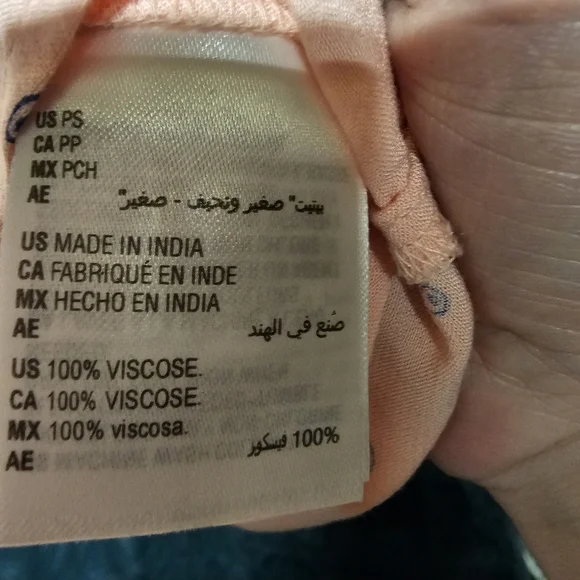 US PS
CA PP
MX PCH
AE بيتيت" صغير ونحيف - صغير"
US MADE IN INDIA
CA FABRIQUÉ EN INDE
MX HECHO EN INDIA
AE صُنع في الهند
US 100% VISCOSE.
CA 100% VISCOSE.
MX 100% viscosa.
AE 100% فيسكور